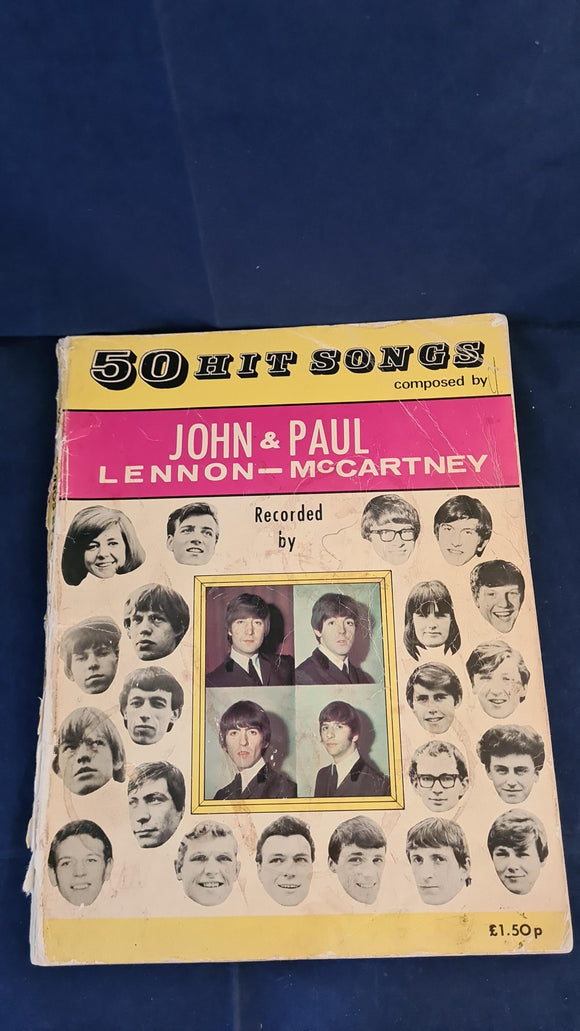 50 HIT SONGS
composed by
JOHN & PAUL
LENNON—McCARTNEY
Recorded
by
£1.50p